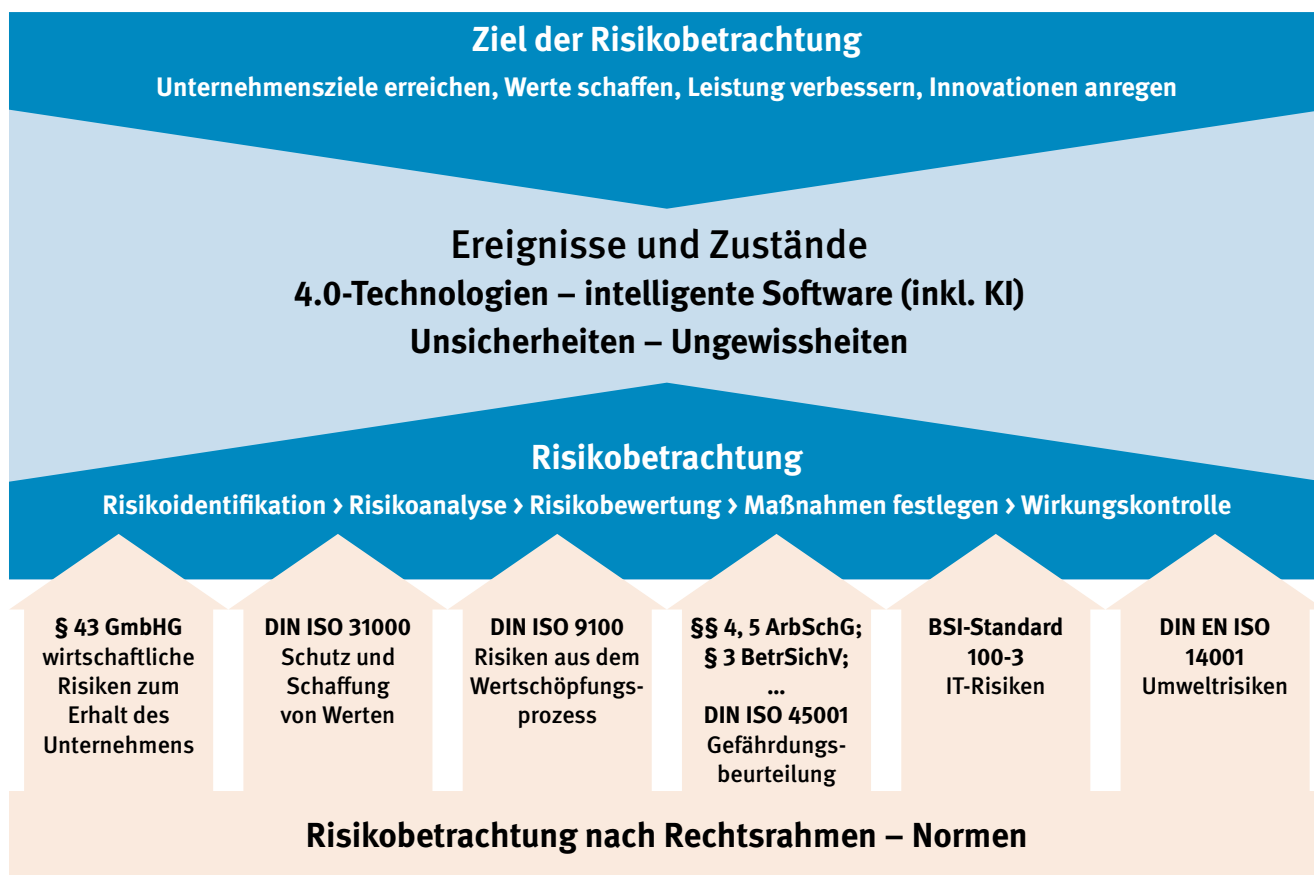 Ziel der Risikobetrachtung
Unternehmensziele erreichen, Werte schaffen, Leistung verbessern, Innovationen anregen
Ereignisse und Zustände
4.0-Technologien – intelligente Software (inkl. KI)
Unsicherheiten – Ungewissheiten
Risikobetrachtung
Risikoidentifikation > Risikoanalyse > Risikobewertung > Maßnahmen festlegen > Wirkungskontrolle
§ 43 GmbHG
wirtschaftliche
Risiken zum
Erhalt des
Unternehmens
DIN ISO 31000
Schutz und
Schaffung
von Werten
DIN ISO 9100
Risiken aus dem
Wertschöpfungs-
prozess
§§ 4, 5 ArbSchG;
§ 3 BetrSichV;
...
DIN ISO 45001
Gefährdungs-
beurteilung
BSI-Standard
100-3
IT-Risiken
DIN EN ISO
14001
Umweltrisiken
Risikobetrachtung nach Rechtsrahmen – Normen